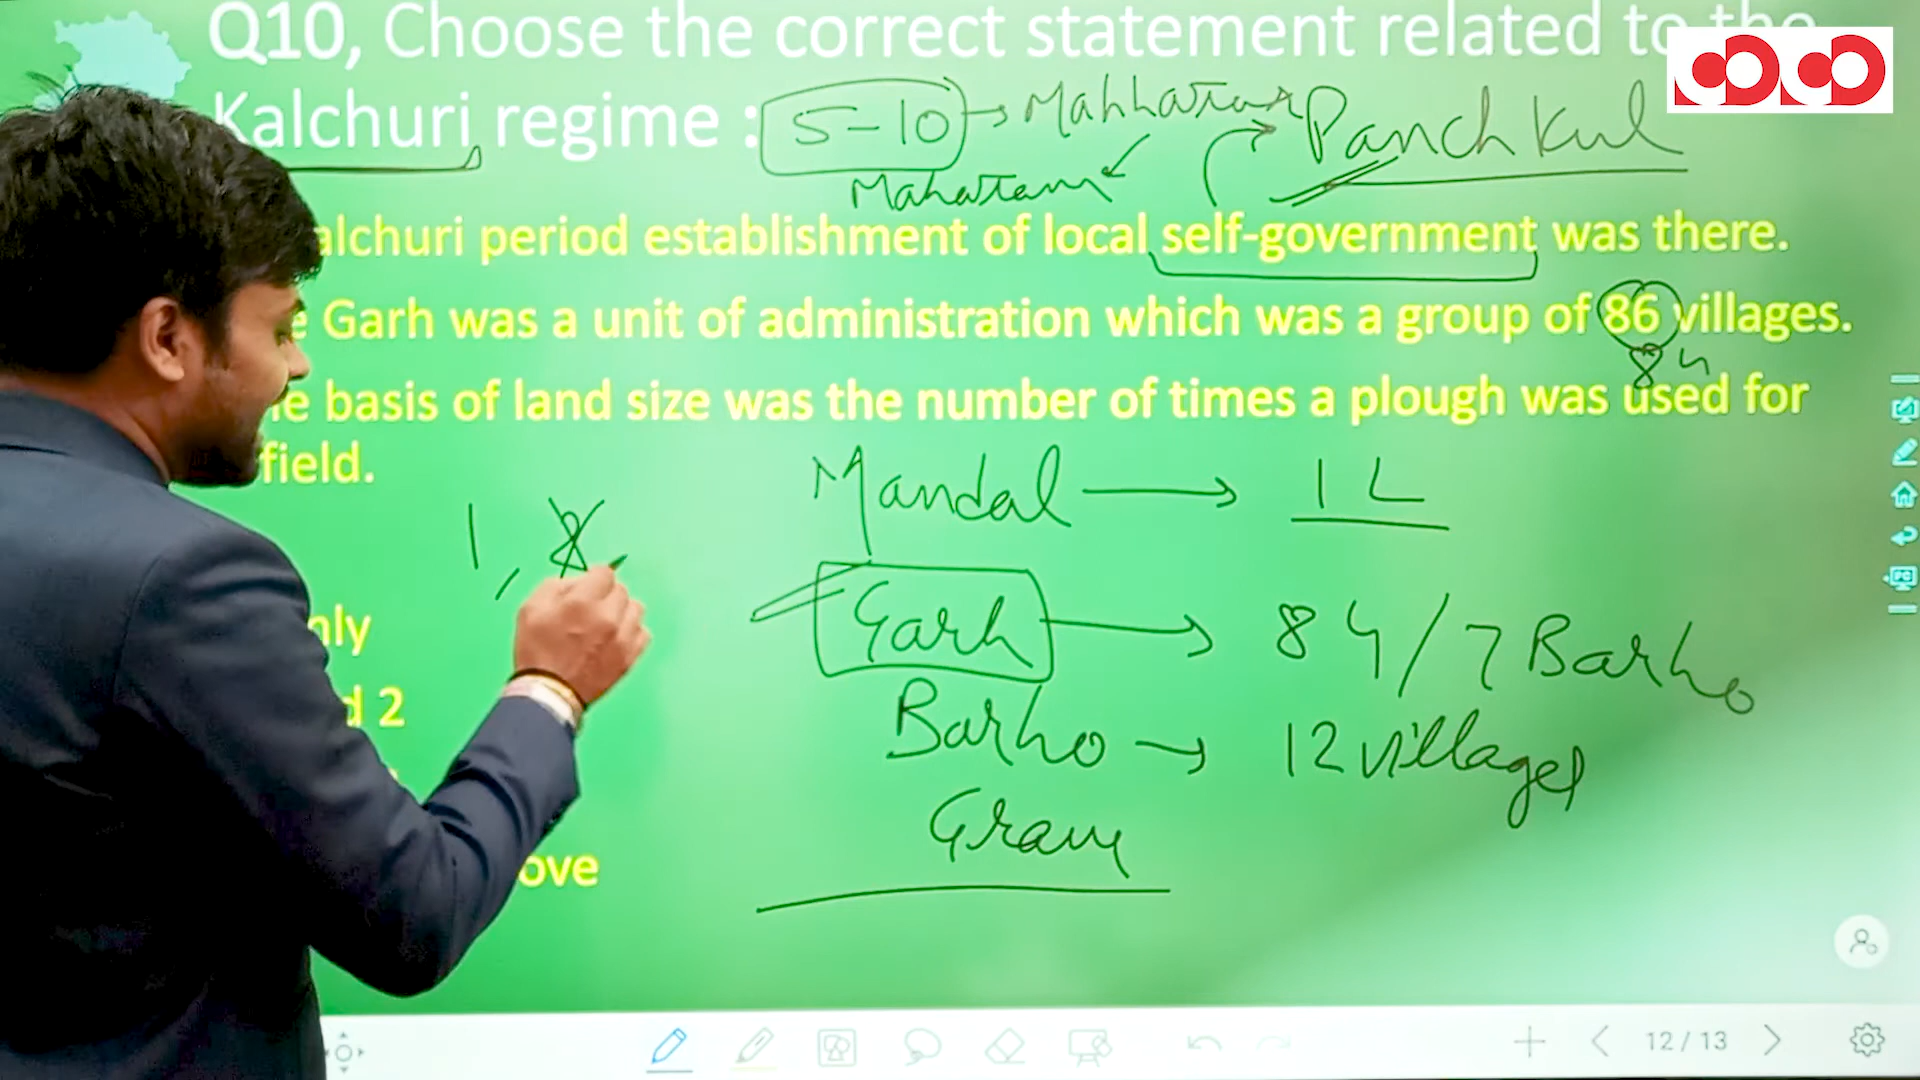 Q10, Choose the correct statement related to the
Kalchuri regime :
5-10 → Mahhatara Panch Kul
Mahatam
alchuri period establishment of local self-government was there.
e Garh was a unit of administration which was a group of 86 villages.
84
e basis of land size was the number of times a plough was used for
field.
Mandal → 1 L
1,
Garh → 84/7 Barho
nly
Barho → 12 villages
d 2
Gram
ove
12 / 13